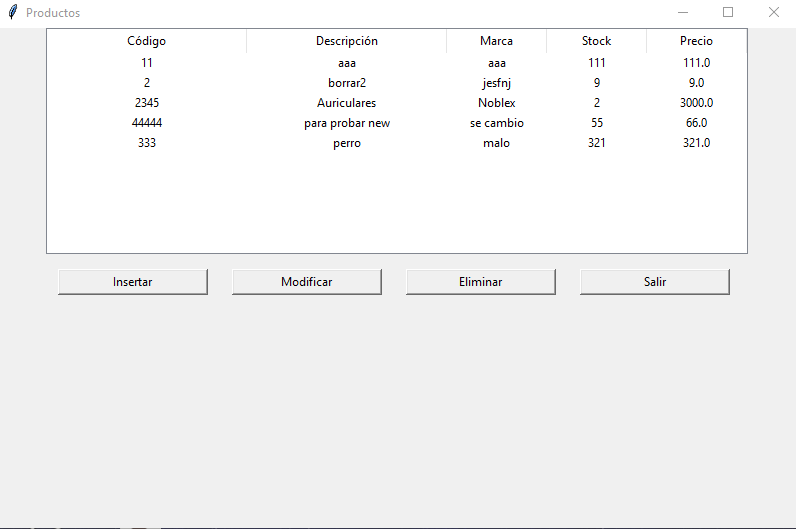 Productos
Código Descripción Marca Stock Precio
11 aaa aaa 111 111.0
2 borrar2 jesfnj 9 9.0
2345 Auriculares Noblex 2 3000.0
44444 para probar new se cambio 55 66.0
333 perro malo 321 321.0
Insertar Modificar Eliminar Salir